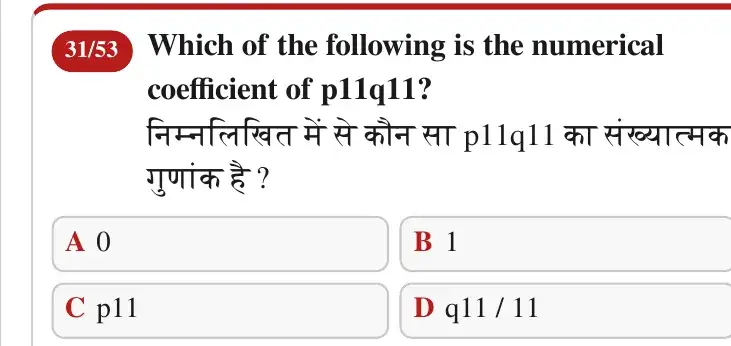 31/53 Which of the following is the numerical
coefficient of p11q11?
निम्नलिखित में से कौन सा p11q11 का संख्यात्मक
गुणांक है ?
A 0
B 1
C p11
D q11 / 11